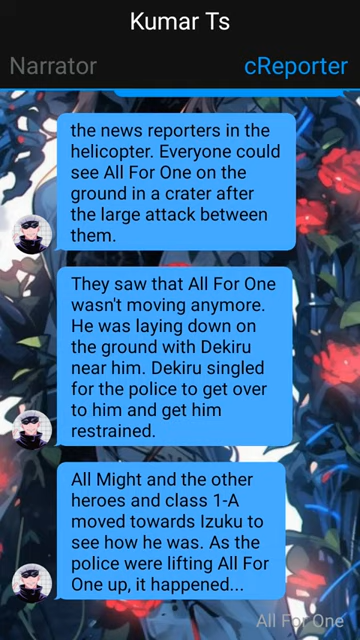 Kumar Ts
Narrator
cReporter
the news reporters in the
helicopter. Everyone could
see All For One on the
ground in a crater after
the large attack between
them.
They saw that All For One
wasn't moving anymore.
He was laying down on
the ground with Dekiru
near him. Dekiru singled
for the police to get over
to him and get him
restrained.
All Might and the other
heroes and class 1-A
moved towards Izuku to
see how he was. As the
police were lifting All For
One up, it happened...
All For One